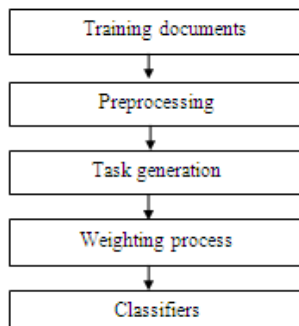 Training documents
Preprocessing
Task generation
Weighting process
Classifiers